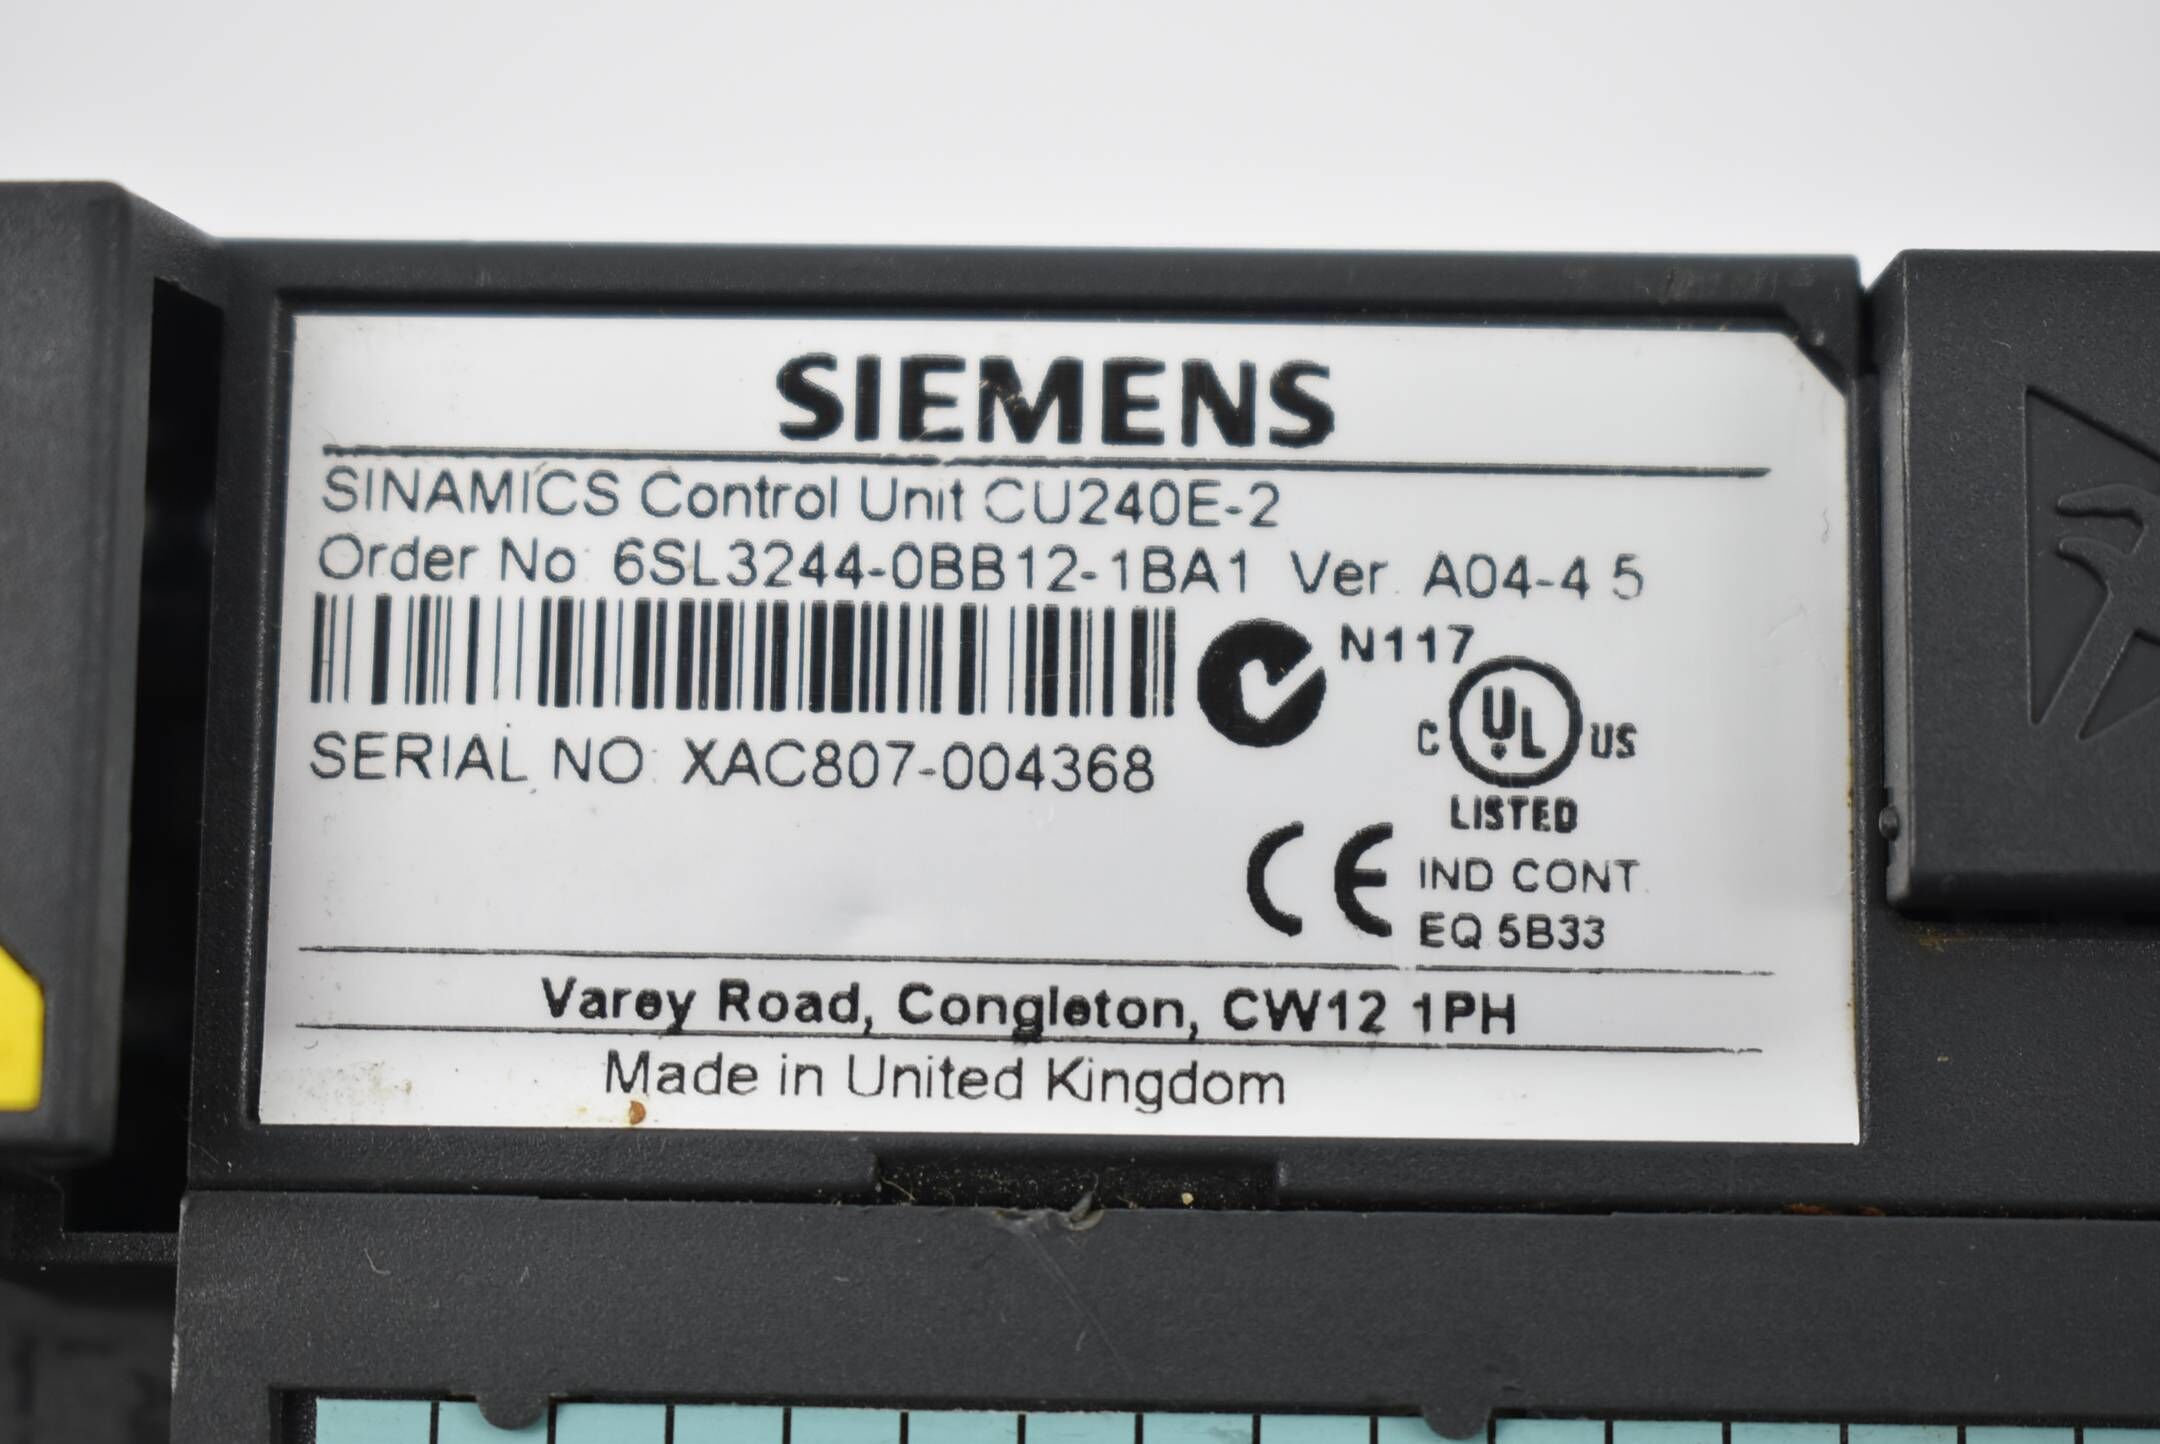 SIEMENS
SINAMICS Control Unit CU240E-2
Order No: 6SL3244-0BB12-1BA1 Ver. A04-4.5
N117
C UL US
LISTED
SERIAL NO: XAC807-004368
CE IND CONT.
EQ 5B33
Varey Road, Congleton, CW12 1PH
Made in United Kingdom